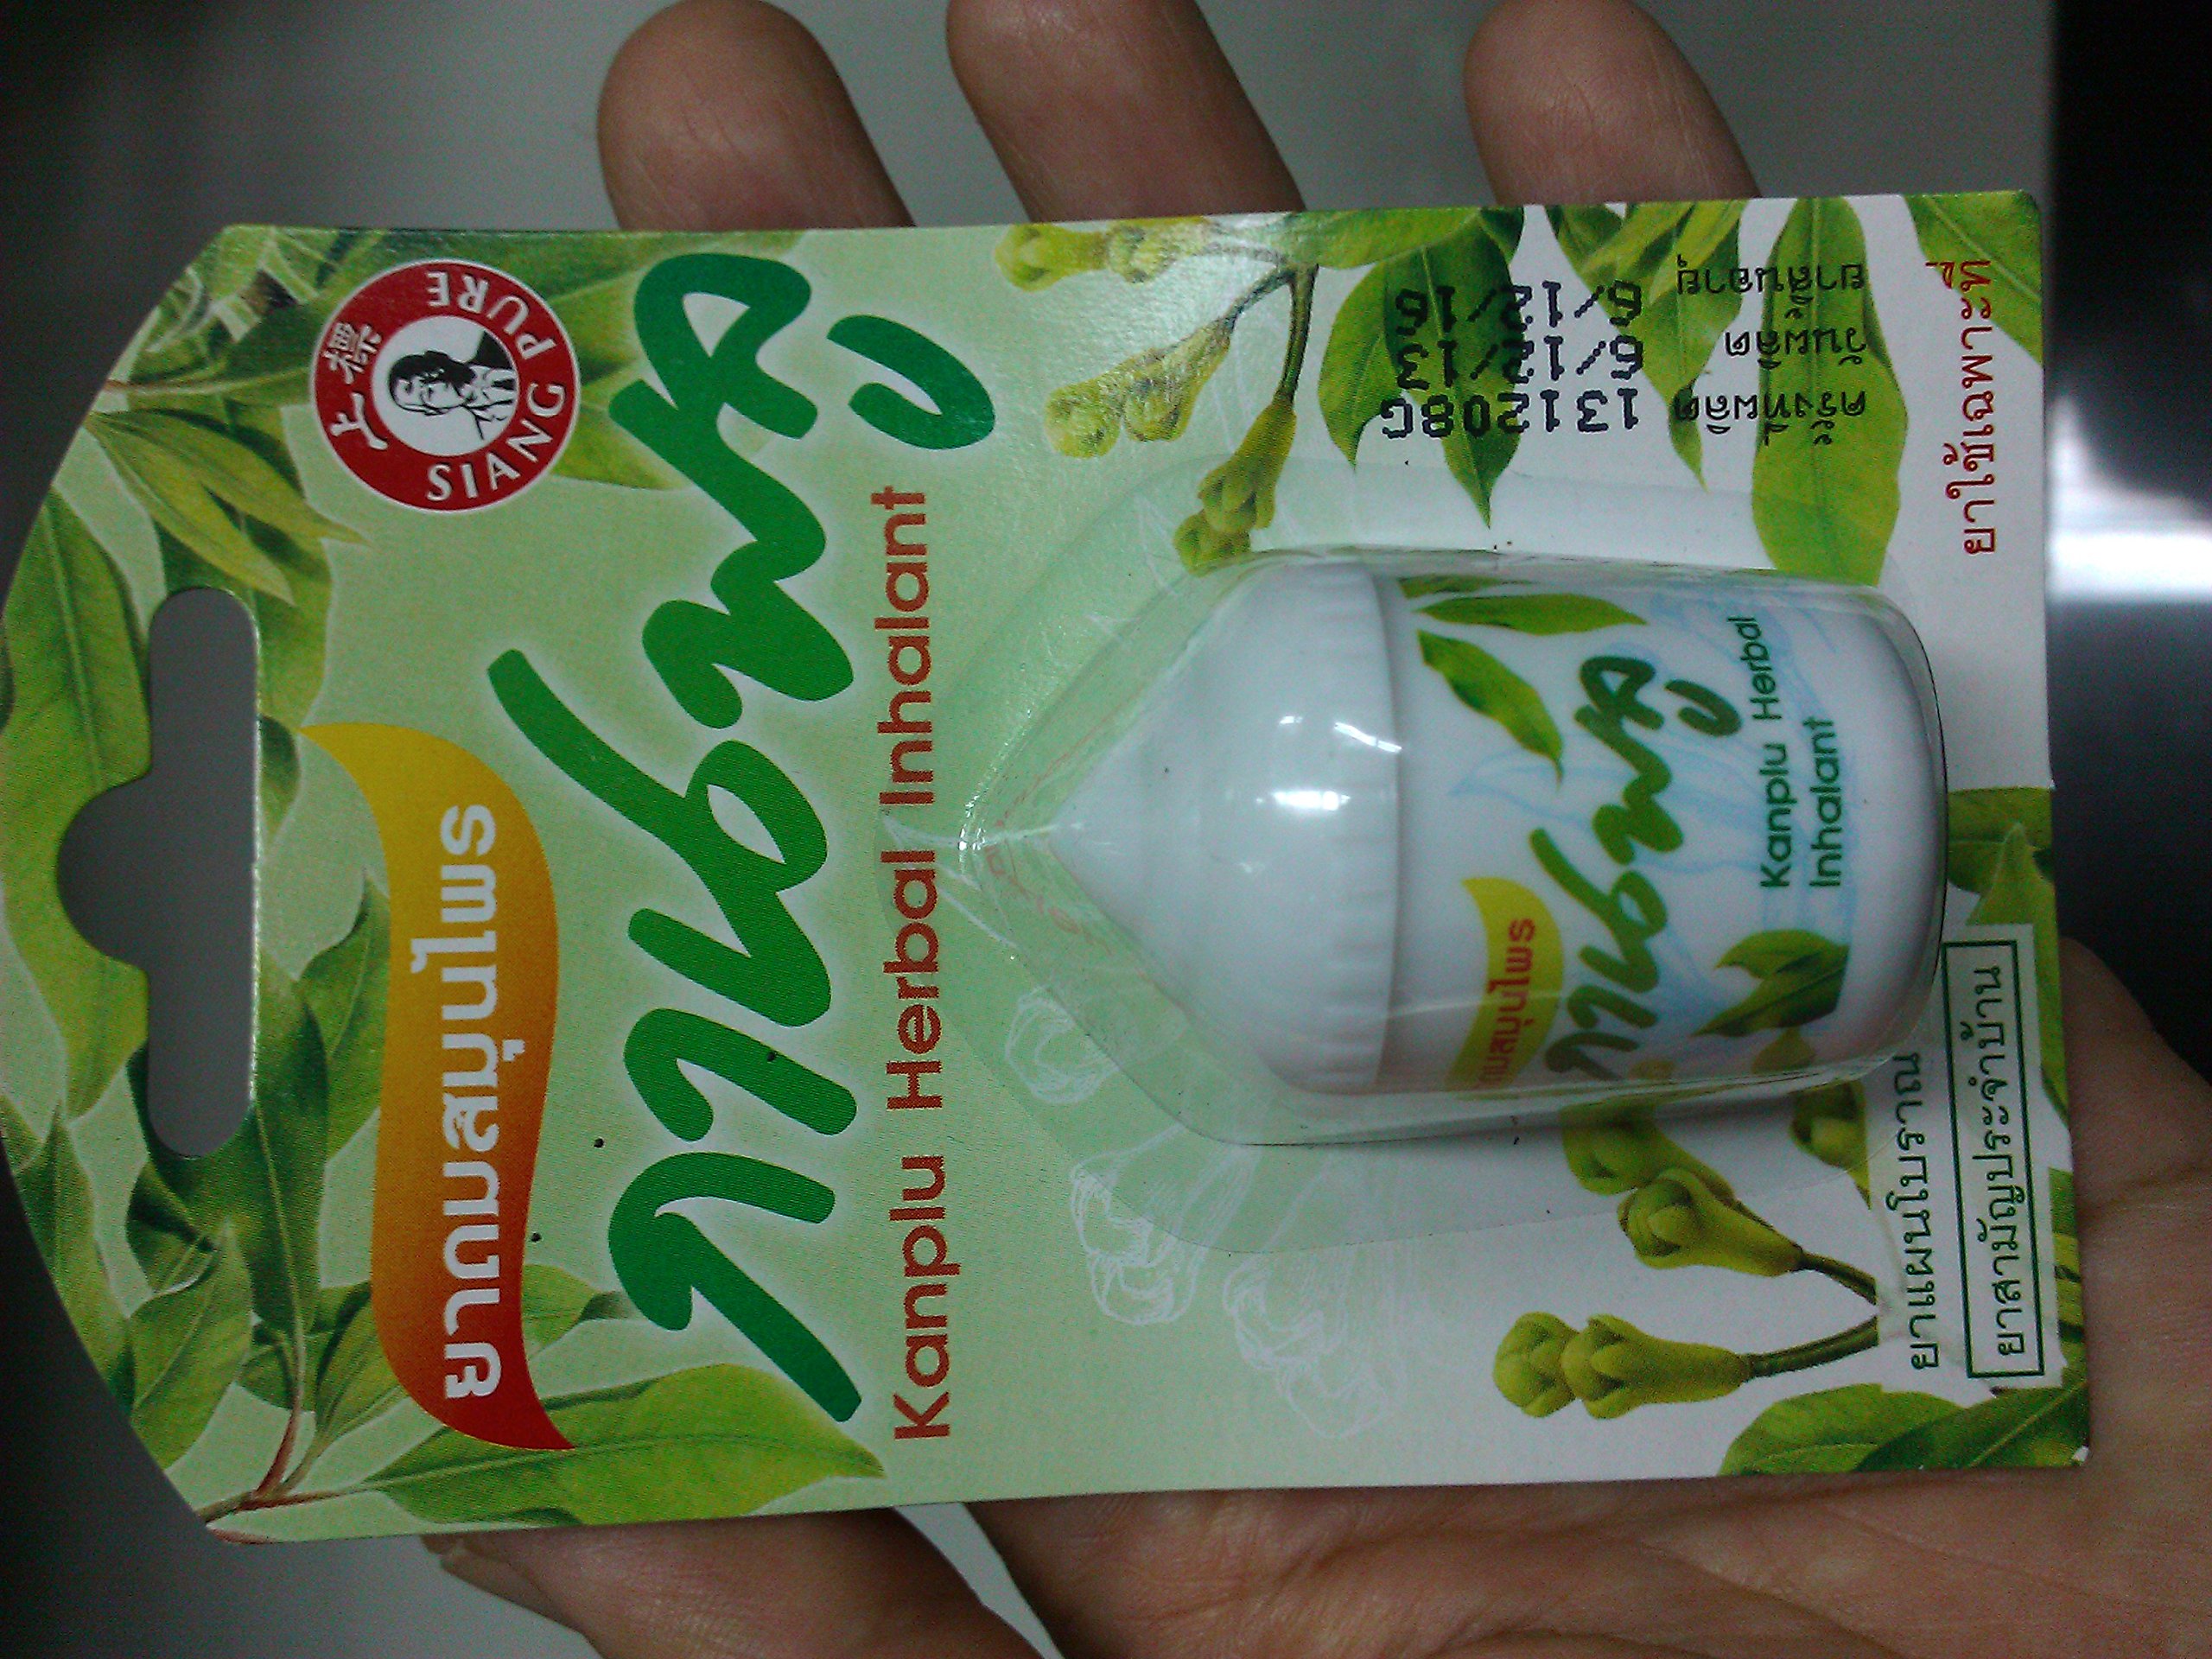 上標
SIANG PURE
ยาดมสมุนไพร
กานพลู
Kanplu Herbal Inhalant
ครั้งที่ผลิต 131208G
วันผลิต 6/12/13
ยาสิ้นอายุ 6/12/16
ยาดมสมุนไพร
กานพลู
Kanplu Herbal
Inhalant
ยาแผนโบราณ
ยาสามัญประจำบ้าน
ยาใช้เฉพาะที่